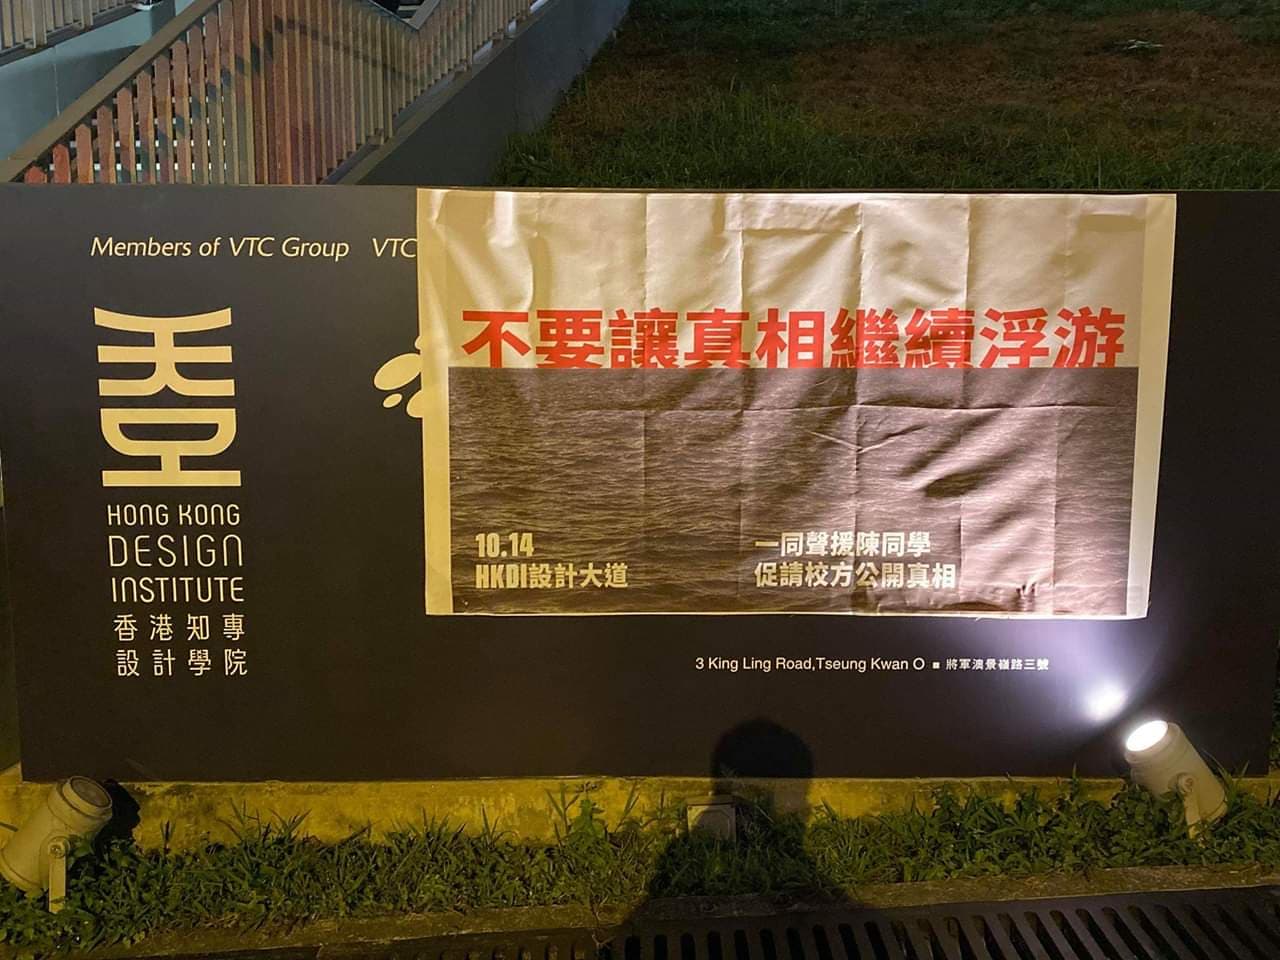 Members of VTC Group VTC
HONG KONG
DESIGN
INSTITUTE
香港知專
設計學院
不要讓真相繼續浮游
10.14
HKDI設計大道
一同聲援陳同學
促請校方公開真相
3 King Ling Road,Tseung Kwan O ■ 將軍澳景嶺路三號